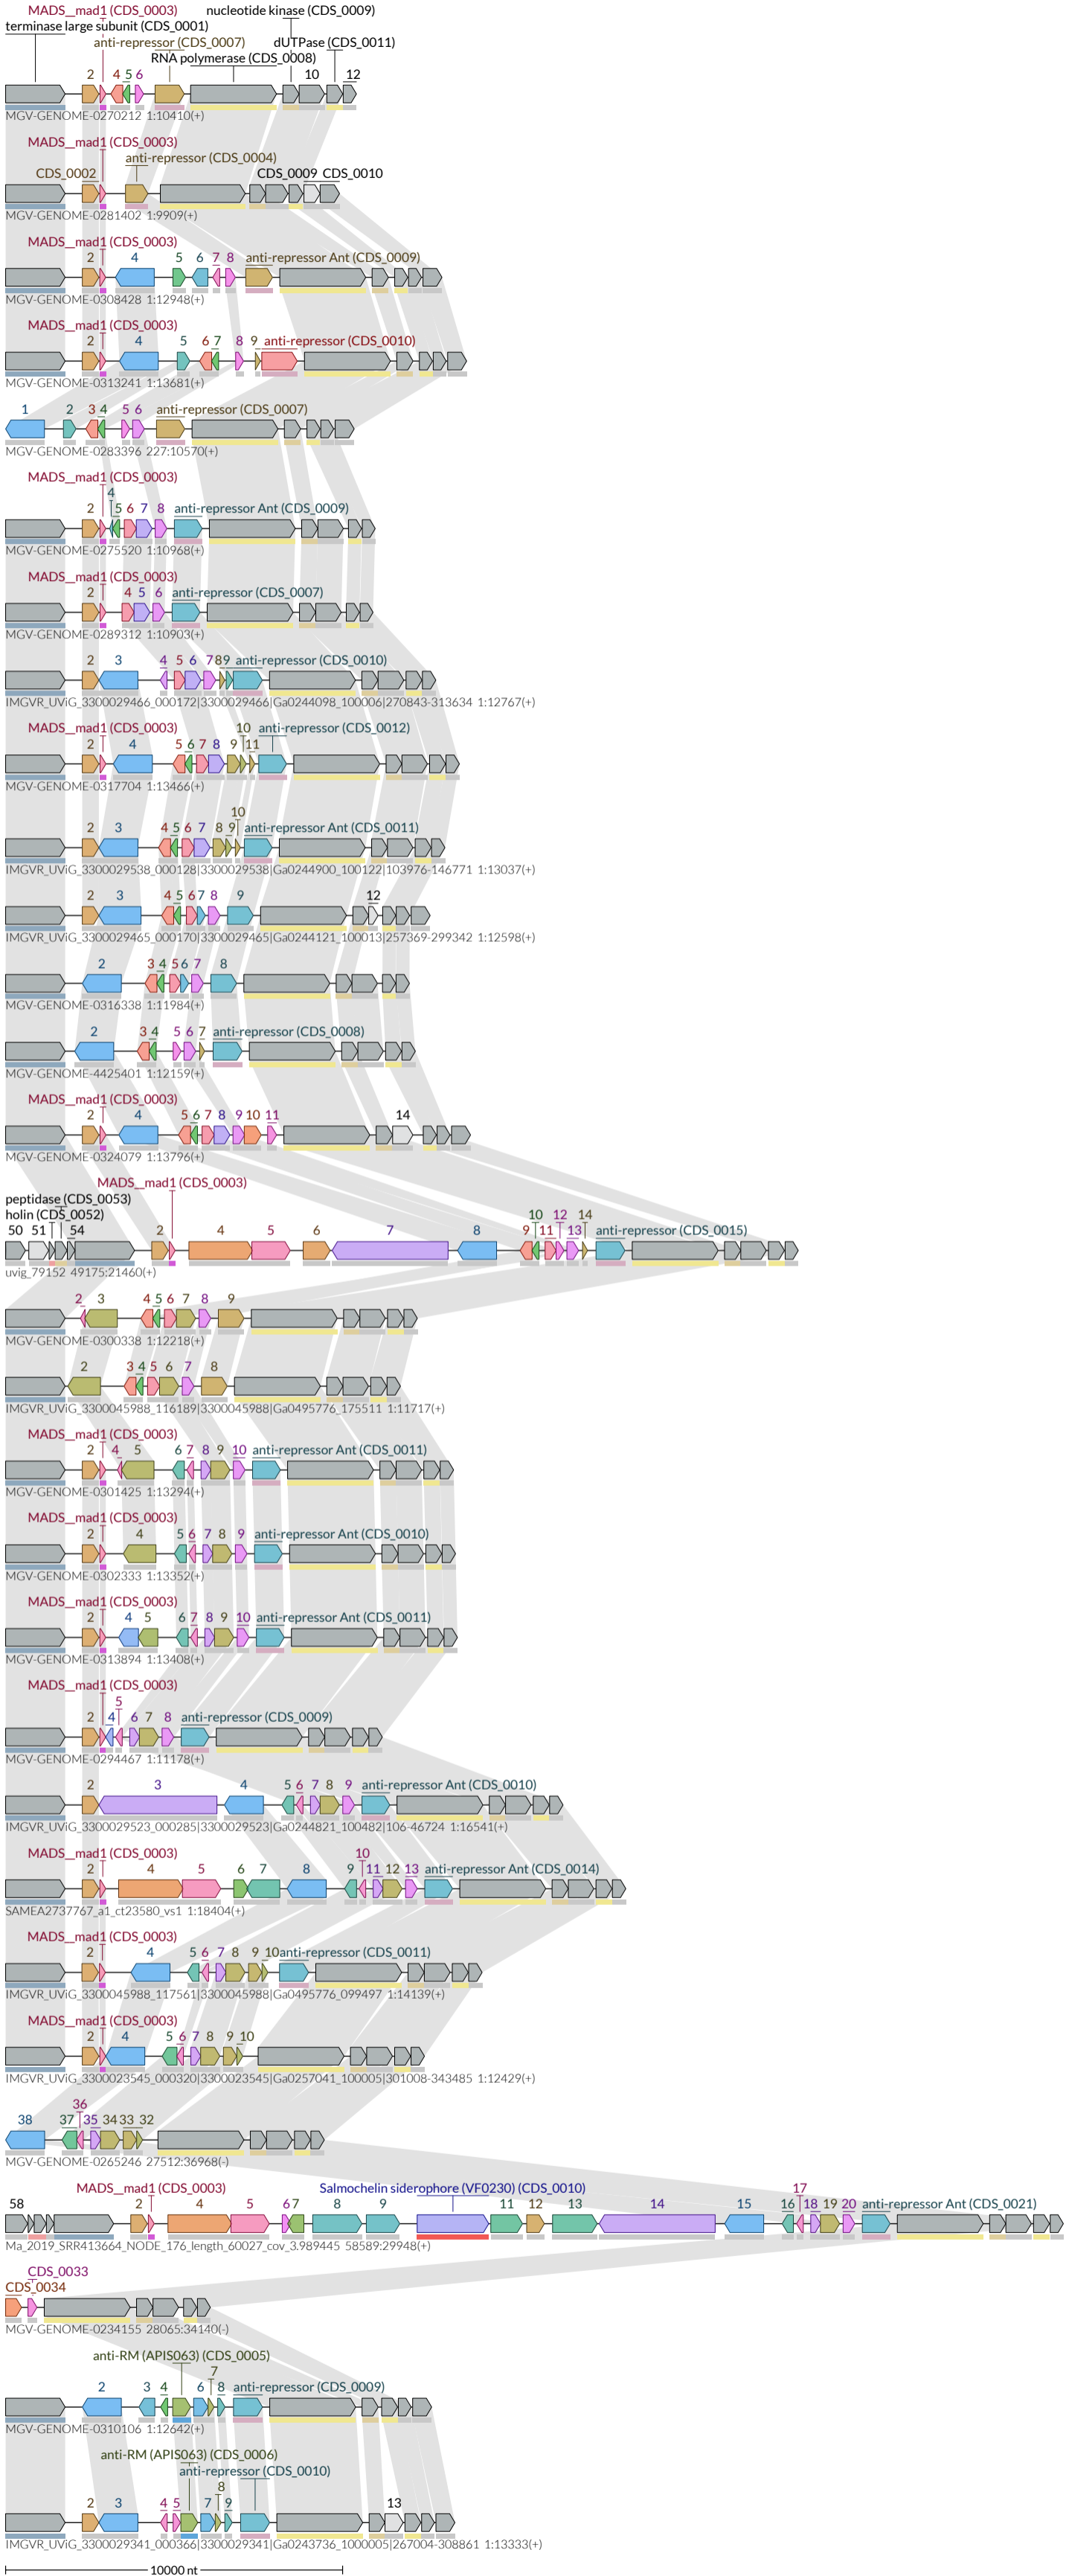 MADS__mad1 (CDS_0003) nucleotide kinase (CDS_0009)
terminase large subunit (CDS_0001)
anti-repressor (CDS_0007) dUTPase (CDS_0011)
RNA polymerase (CDS_0008)
2 4 5 6 10 12
MGV-GENOME-0270212 1:10410(+)
MADS__mad1 (CDS_0003)
anti-repressor (CDS_0004)
CDS_0002 CDS_0009 CDS_0010
MGV-GENOME-0281402 1:9909(+)
MADS__mad1 (CDS_0003)
2 4 5 6 7 8 anti-repressor Ant (CDS_0009)
MGV-GENOME-0308428 1:12948(+)
MADS__mad1 (CDS_0003)
2 4 5 6 7 8 9 anti-repressor (CDS_0010)
MGV-GENOME-0313241 1:13681(+)
1 2 3 4 5 6 anti-repressor (CDS_0007)
MGV-GENOME-0283396 227:10570(+)
MADS__mad1 (CDS_0003)
4
2 5 6 7 8 anti-repressor Ant (CDS_0009)
MGV-GENOME-0275520 1:10968(+)
MADS__mad1 (CDS_0003)
2 4 5 6 anti-repressor (CDS_0007)
MGV-GENOME-0289312 1:10903(+)
2 3 4 5 6 7 8 9 anti-repressor (CDS_0010)
IMGVR_UViG_3300029466_000172|3300029466|Ga0244098_100006|270843-313634 1:12767(+)
MADS__mad1 (CDS_0003) 10 anti-repressor (CDS_0012)
2 4 5 6 7 8 9 11
MGV-GENOME-0317704 1:13466(+)
10
2 3 4 5 6 7 8 9 anti-repressor Ant (CDS_0011)
IMGVR_UViG_3300029538_000128|3300029538|Ga0244900_100122|103976-146771 1:13037(+)
2 3 4 5 6 7 8 9 12
IMGVR_UViG_3300029465_000170|3300029465|Ga0244121_100013|257369-299342 1:12598(+)
2 3 4 5 6 7 8
MGV-GENOME-0316338 1:11984(+)
2 3 4 5 6 7 anti-repressor (CDS_0008)
MGV-GENOME-4425401 1:12159(+)
MADS__mad1 (CDS_0003)
2 4 5 6 7 8 9 10 11 14
MGV-GENOME-0324079 1:13796(+)
MADS__mad1 (CDS_0003)
peptidase (CDS_0053)
holin (CDS_0052) 10 12 14
50 51 54 2 4 5 6 7 8 9 11 13 anti-repressor (CDS_0015)
uvig_79152 49175:21460(+)
2 3 4 5 6 7 8 9
MGV-GENOME-0300338 1:12218(+)
2 3 4 5 6 7 8
IMGVR_UViG_3300045988_116189|3300045988|Ga0495776_175511 1:11717(+)
MADS__mad1 (CDS_0003)
2 4 5 6 7 8 9 10 anti-repressor Ant (CDS_0011)
MGV-GENOME-0301425 1:13294(+)
MADS__mad1 (CDS_0003)
2 4 5 6 7 8 9 anti-repressor Ant (CDS_0010)
MGV-GENOME-0302333 1:13352(+)
MADS__mad1 (CDS_0003)
2 4 5 6 7 8 9 10 anti-repressor Ant (CDS_0011)
MGV-GENOME-0313894 1:13408(+)
MADS__mad1 (CDS_0003)
5
2 4 6 7 8 anti-repressor (CDS_0009)
MGV-GENOME-0294467 1:11178(+)
2 3 4 5 6 7 8 9 anti-repressor Ant (CDS_0010)
IMGVR_UViG_3300029523_000285|3300029523|Ga0244821_100482|106-46724 1:16541(+)
MADS__mad1 (CDS_0003) 10
2 4 5 6 7 8 9 11 12 13 anti-repressor Ant (CDS_0014)
SAMEA2737767_a1_ct23580_vs1 1:18404(+)
MADS__mad1 (CDS_0003)
2 4 5 6 7 8 9 10 anti-repressor (CDS_0011)
IMGVR_UViG_3300045988_117561|3300045988|Ga0495776_099497 1:14139(+)
MADS__mad1 (CDS_0003)
2 4 5 6 7 8 9 10
IMGVR_UViG_3300023545_000320|3300023545|Ga0257041_100005|301008-343485 1:12429(+)
36
38 37 35 34 33 32
MGV-GENOME-0265246 27512:36968(-)
MADS__mad1 (CDS_0003) Salmochelin siderophore (VF0230) (CDS_0010) 17
58 2 4 5 6 7 8 9 11 12 13 14 15 16 18 19 20 anti-repressor Ant (CDS_0021)
Ma_2019_SRR413664_NODE_176_length_60027_cov_3.989445 58589:29948(+)
CDS_0033
CDS_0034
MGV-GENOME-0234155 28065:34140(-)
anti-RM (APIS063) (CDS_0005)
7
2 3 4 6 8 anti-repressor (CDS_0009)
MGV-GENOME-0310106 1:12642(+)
anti-RM (APIS063) (CDS_0006)
anti-repressor (CDS_0010)
8
2 3 4 5 7 9 13
IMGVR_UViG_3300029341_000366|3300029341|Ga0243736_1000005|267004-308861 1:13333(+)
10000 nt